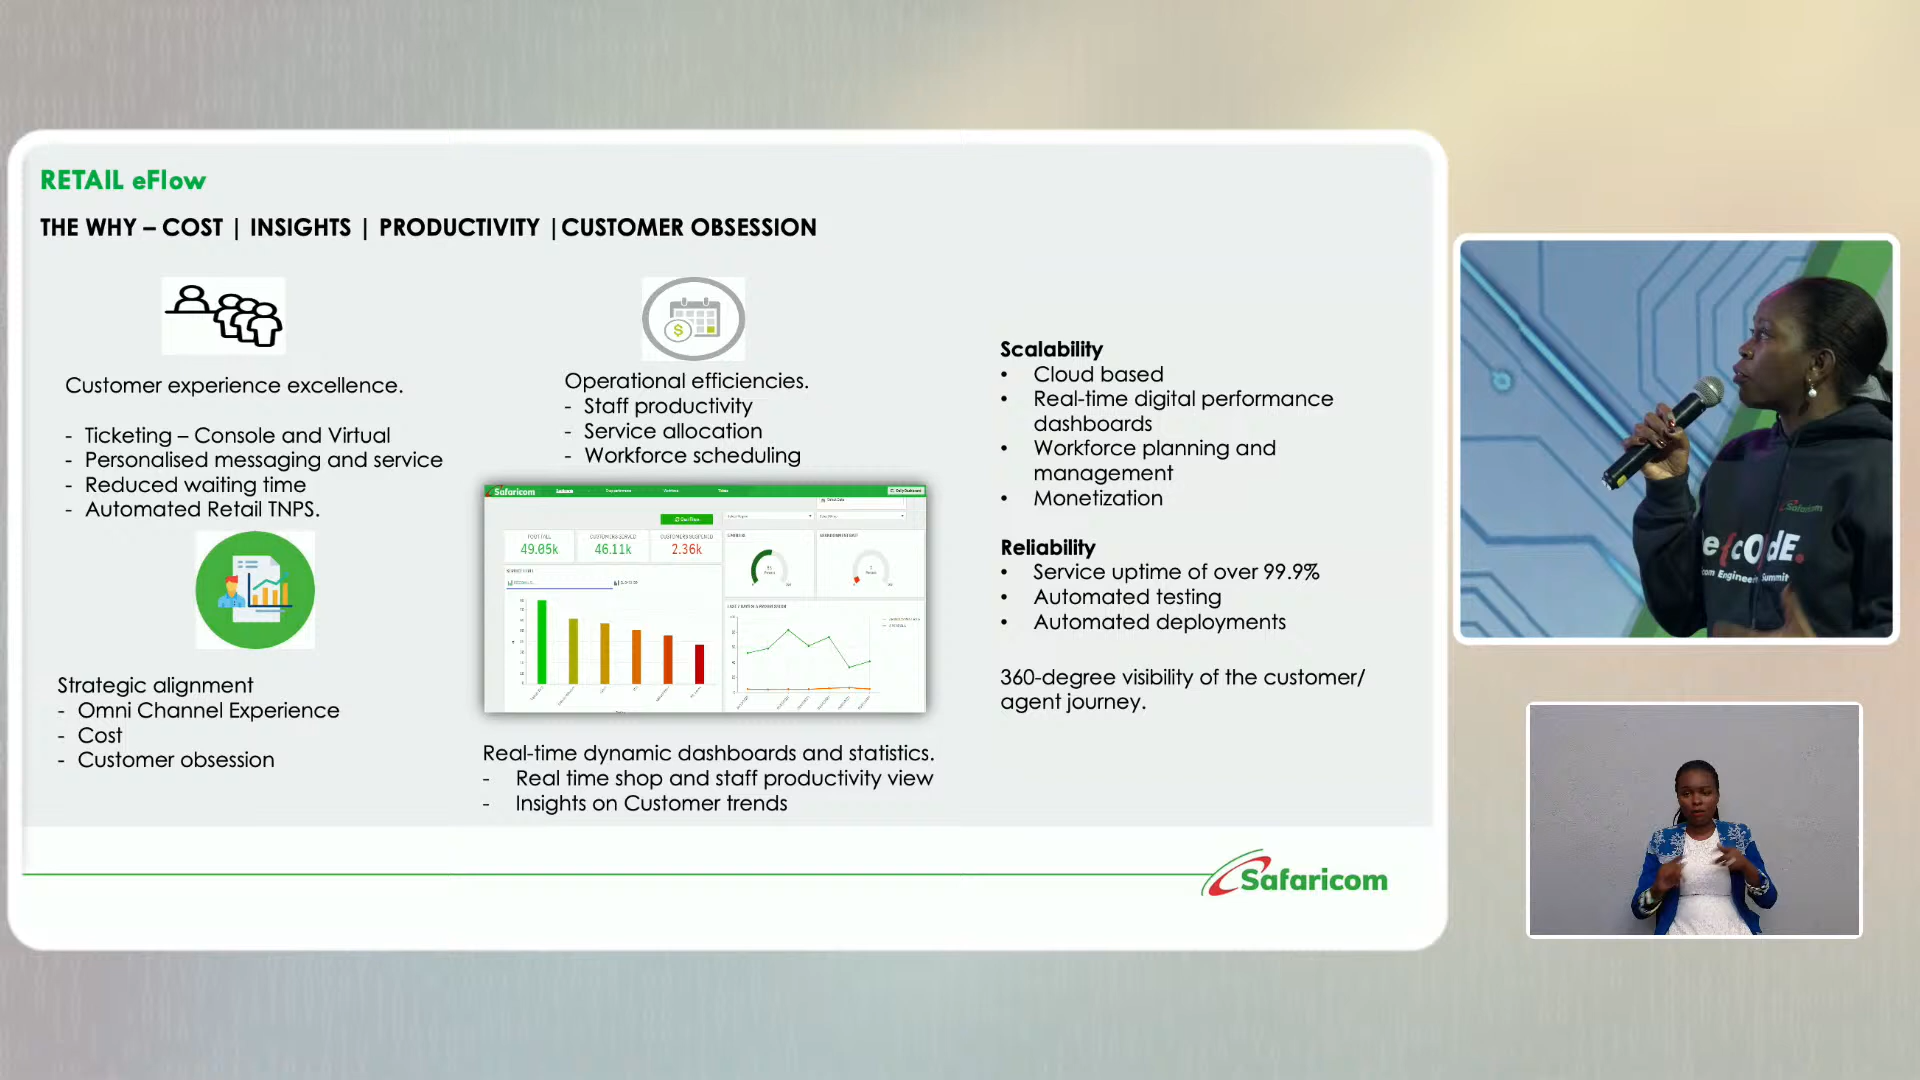 RETAIL eFlow
THE WHY – COST | INSIGHTS | PRODUCTIVITY |CUSTOMER OBSESSION
Customer experience excellence.
- Ticketing – Console and Virtual
- Personalised messaging and service
- Reduced waiting time
- Automated Retail TNPS.
Strategic alignment
- Omni Channel Experience
- Cost
- Customer obsession
Operational efficiencies.
- Staff productivity
- Service allocation
- Workforce scheduling
Safaricom
49.05k
46.11k
2.36k
Real-time dynamic dashboards and statistics.
- Real time shop and staff productivity view
- Insights on Customer trends
Scalability
• Cloud based
• Real-time digital performance
dashboards
• Workforce planning and
management
• Monetization
Reliability
• Service uptime of over 99.9%
• Automated testing
• Automated deployments
360-degree visibility of the customer/
agent journey.
Safaricom
Safaricom
Summit